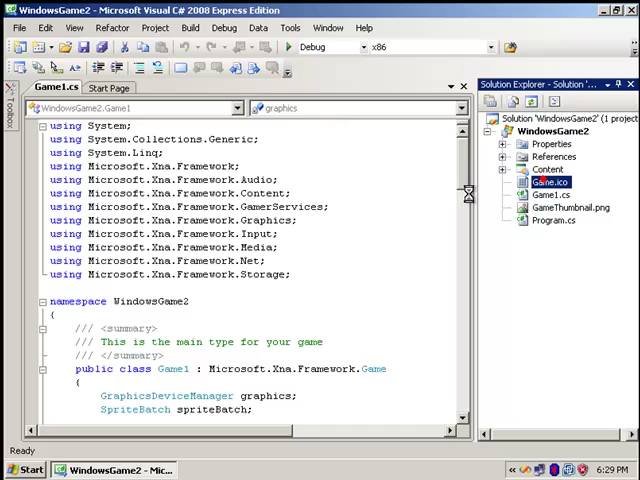 WindowsGame2 - Microsoft Visual C# 2008 Express Edition
File Edit View Refactor Project Build Debug Data Tools Window Help
Debug x86
Game1.cs Start Page
Solution Explorer - Solution '...
Toolbox
WindowsGame2.Game1 graphics
using System;
using System.Collections.Generic;
using System.Linq;
using Microsoft.Xna.Framework;
using Microsoft.Xna.Framework.Audio;
using Microsoft.Xna.Framework.Content;
using Microsoft.Xna.Framework.GamerServices;
using Microsoft.Xna.Framework.Graphics;
using Microsoft.Xna.Framework.Input;
using Microsoft.Xna.Framework.Media;
using Microsoft.Xna.Framework.Net;
using Microsoft.Xna.Framework.Storage;
namespace WindowsGame2
{
/// <summary>
/// This is the main type for your game
/// </summary>
public class Game1 : Microsoft.Xna.Framework.Game
{
GraphicsDeviceManager graphics;
SpriteBatch spriteBatch;
Solution 'WindowsGame2' (1 project)
WindowsGame2
Properties
References
Content
Game.ico
Game1.cs
GameThumbnail.png
Program.cs
Ready
Start WindowsGame2 - Mic... 6:29 PM